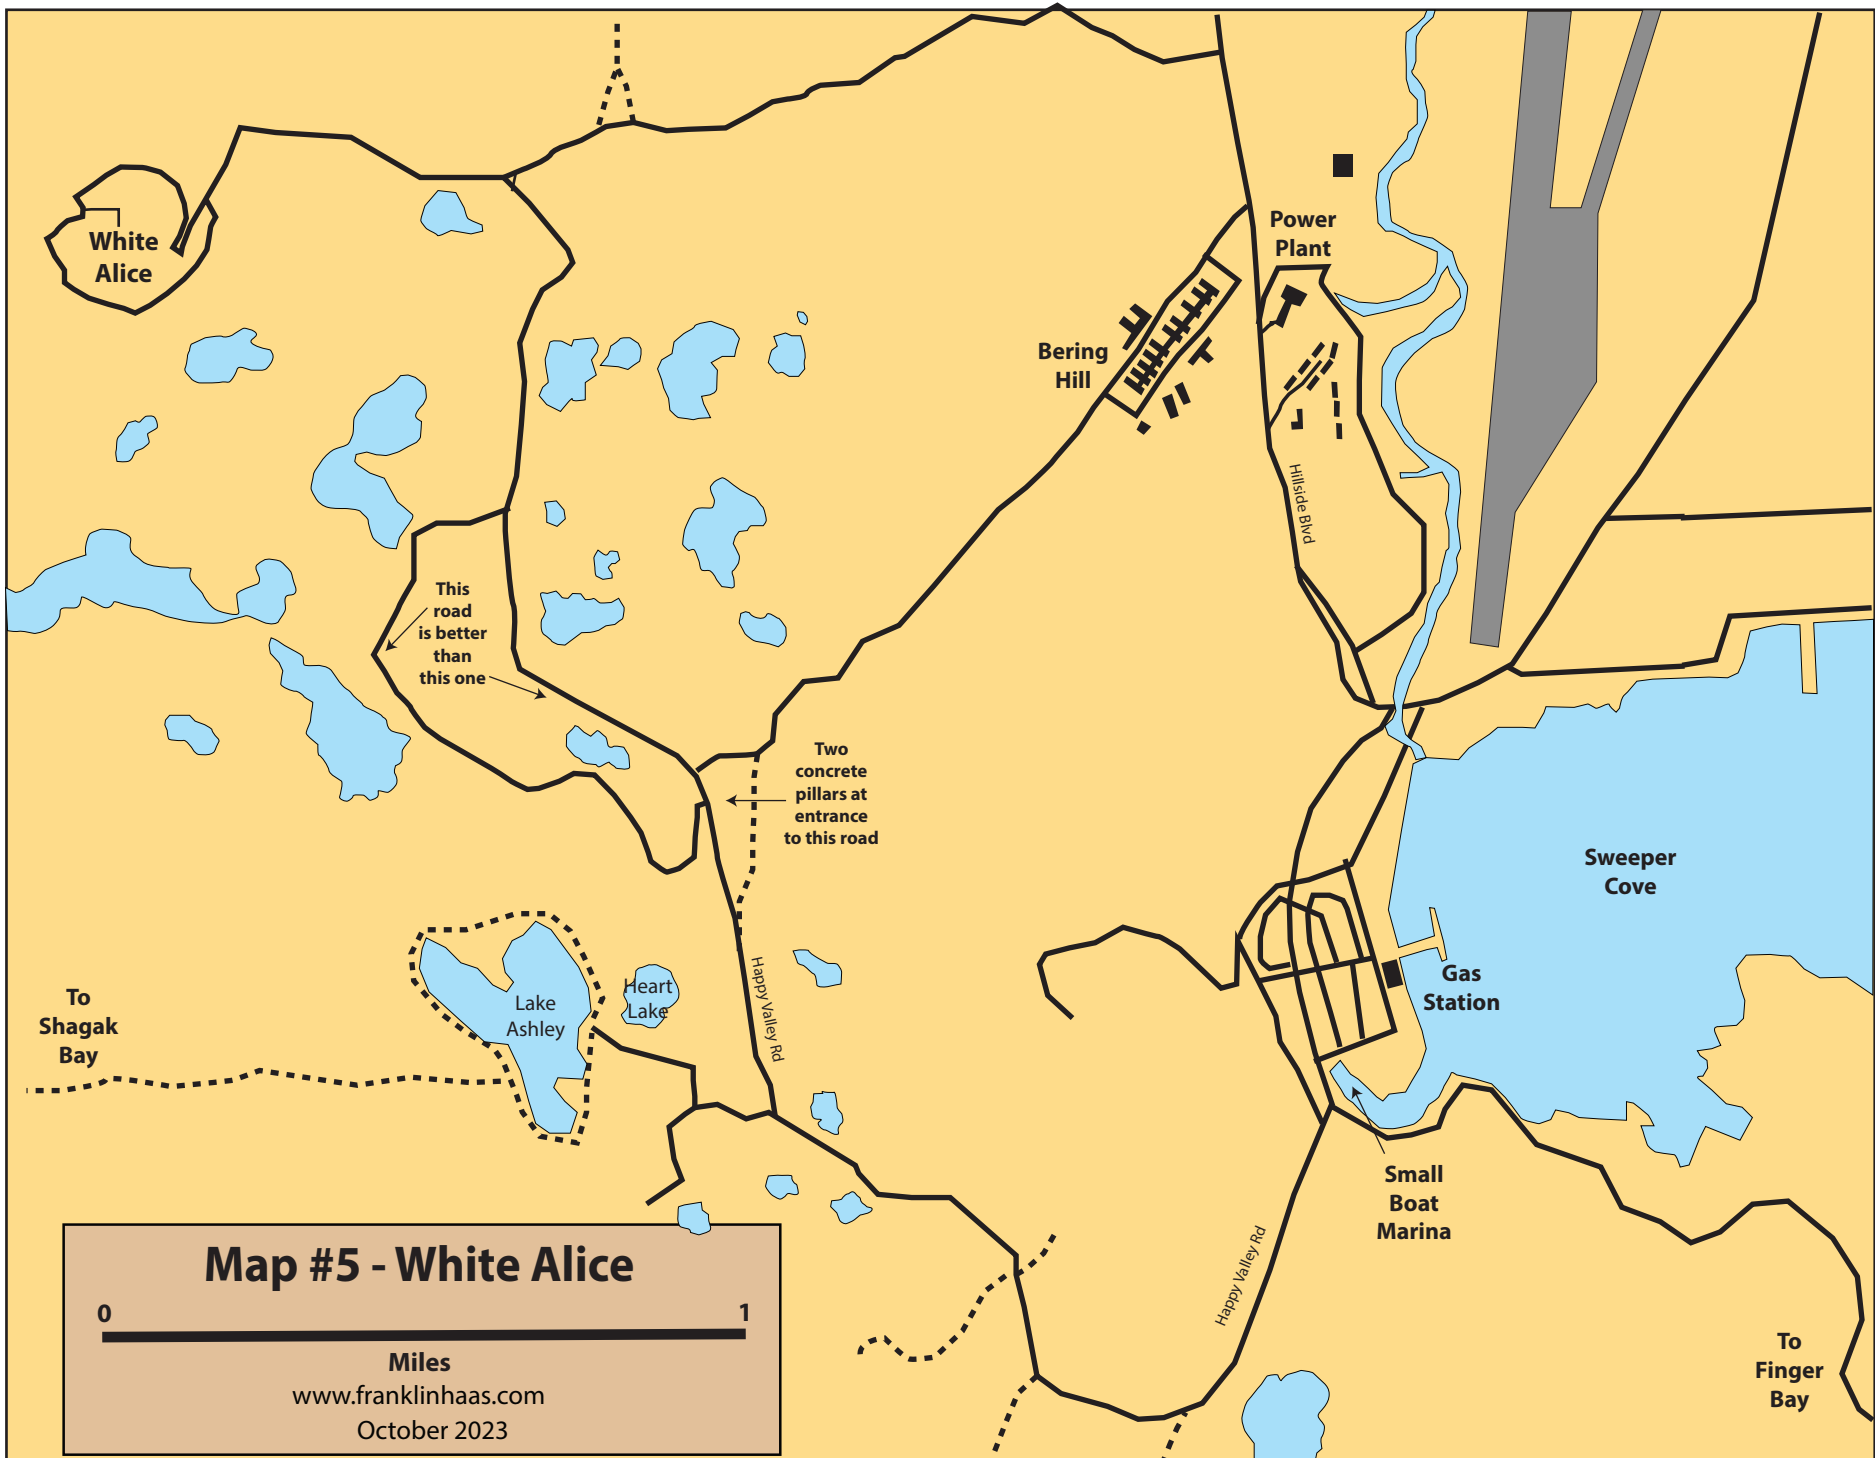 White
Alice
Power
Plant
Bering
Hill
Hillside Blvd
This
road
is better
than
this one
Two
concrete
pillars at
entrance
to this road
Sweeper
Cove
Gas
Station
Heart
Lake
Lake
Ashley
To
Shagak
Bay
Happy Valley Rd
Small
Boat
Marina
Happy Valley Rd
To
Finger
Bay
Map #5 - White Alice
0 1
Miles
www.franklinhaas.com
October 2023